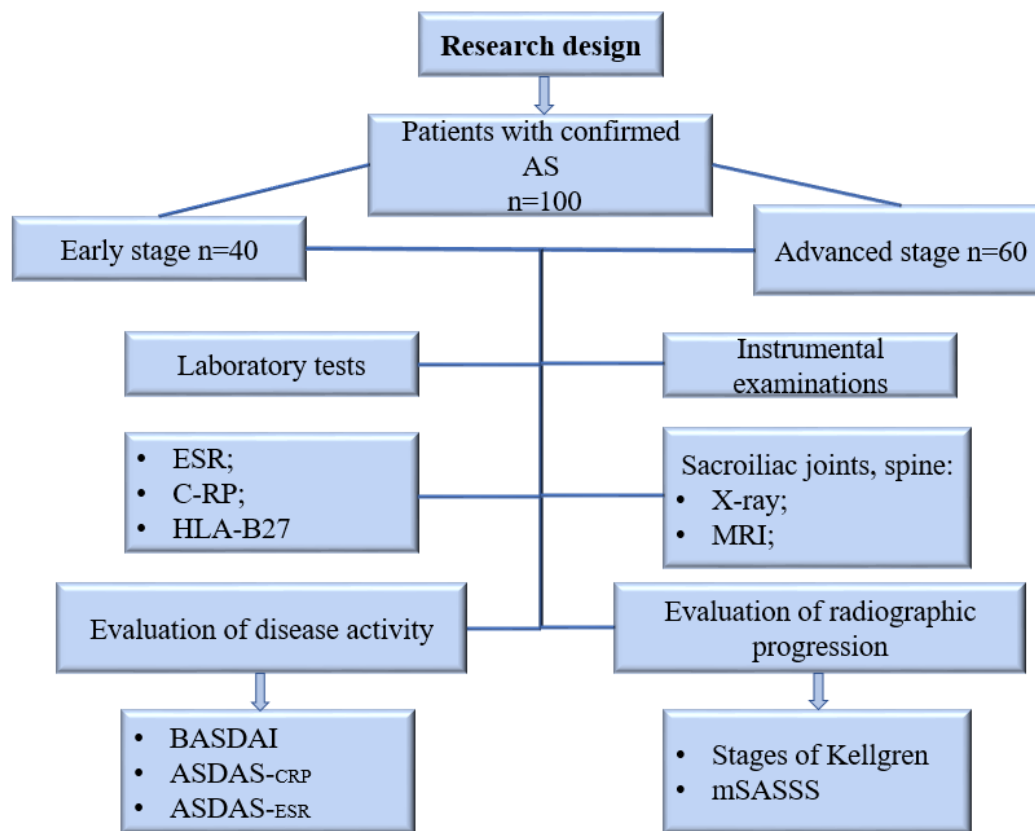 Research design
Patients with confirmed
AS
n=100
Early stage n=40
Advanced stage n=60
Laboratory tests
Instrumental
examinations
• ESR;
• C-RP;
• HLA-B27
Sacroiliac joints, spine:
• X-ray;
• MRI;
Evaluation of disease activity
Evaluation of radiographic
progression
• BASDAI
• ASDAS-CRP
• ASDAS-ESR
• Stages of Kellgren
• mSASSS